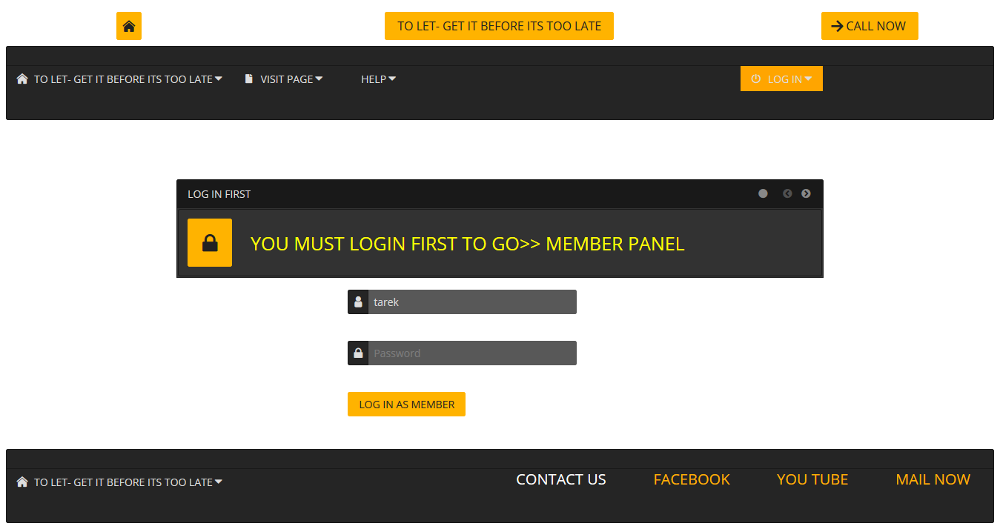 TO LET- GET IT BEFORE ITS TOO LATE
CALL NOW
TO LET- GET IT BEFORE ITS TOO LATE
VISIT PAGE
HELP
LOG IN
LOG IN FIRST
YOU MUST LOGIN FIRST TO GO>> MEMBER PANEL
tarek
Password
LOG IN AS MEMBER
TO LET- GET IT BEFORE ITS TOO LATE
CONTACT US
FACEBOOK
YOU TUBE
MAIL NOW